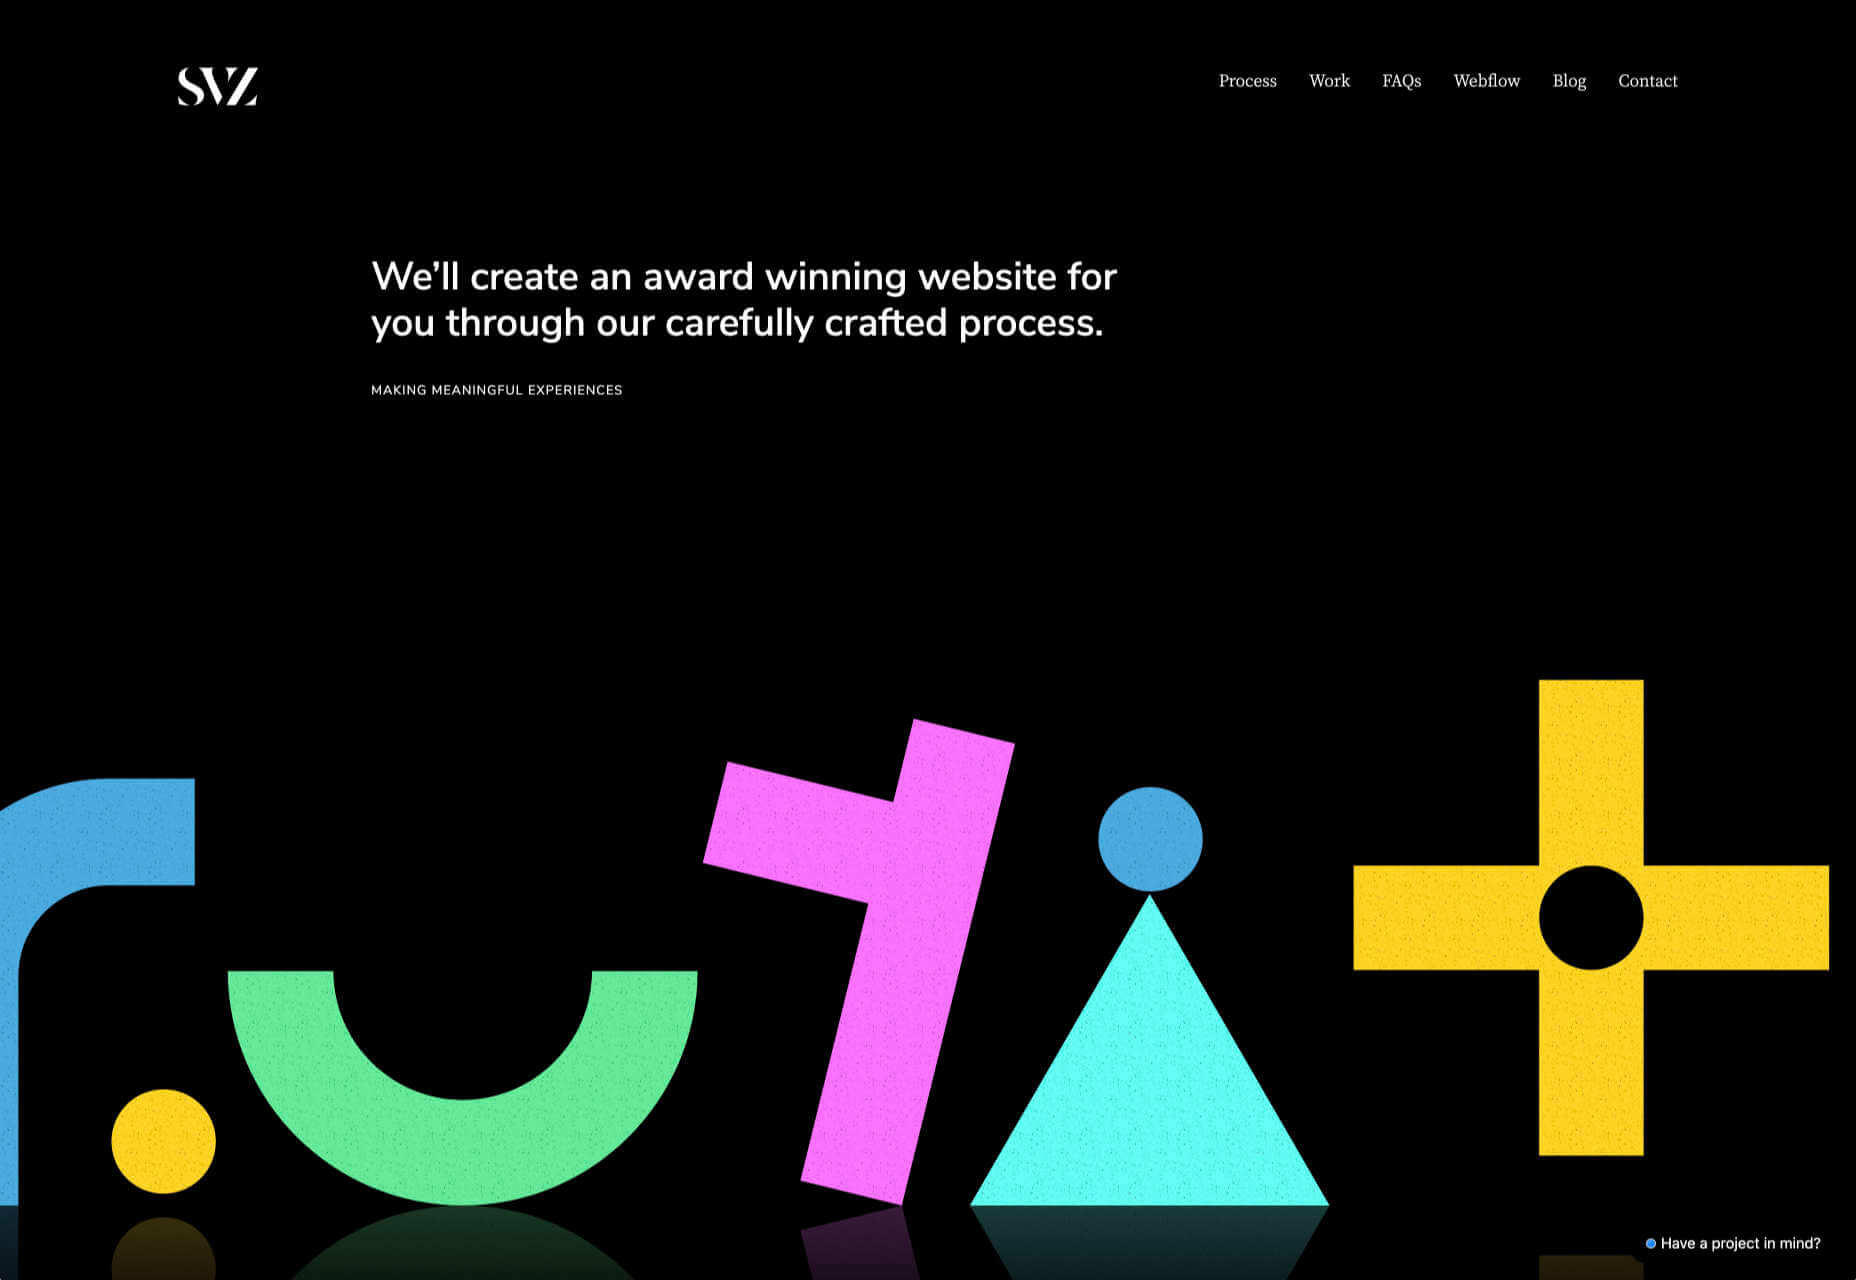 SVZ
Process Work FAQs Webflow Blog Contact
We’ll create an award winning website for
you through our carefully crafted process.
MAKING MEANINGFUL EXPERIENCES
Have a project in mind?